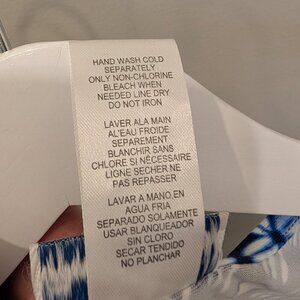 HAND WASH COLD
SEPARATELY
ONLY NON-CHLORINE
BLEACH WHEN
NEEDED LINE DRY
DO NOT IRON
LAVER ALA MAIN
AL'EAU FROIDE
SEPAREMENT
BLANCHIR SANS
CHLORE SI NÉCESSAIRE
LIGNE SECHER NE
PAS REPASSER
LAVAR A MANO,EN
AGUA FRIA
SEPARADO SOLAMENTE
USAR BLANQUEADOR
SIN CLORO
SECAR TENDIDO
NO PLANCHAR